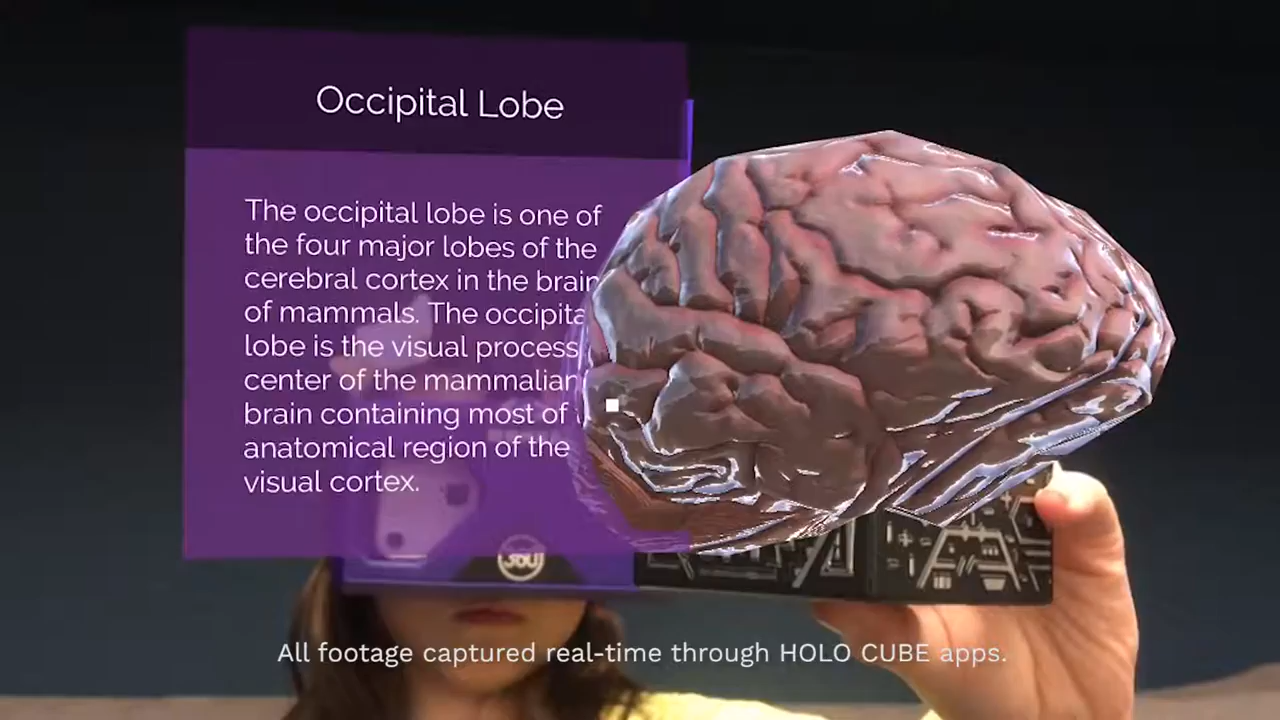 Occipital Lobe
The occipital lobe is one of
the four major lobes of the
cerebral cortex in the brain
of mammals. The occipita
lobe is the visual process
center of the mammalian
brain containing most of
anatomical region of the
visual cortex.
All footage captured real-time through HOLO CUBE apps.